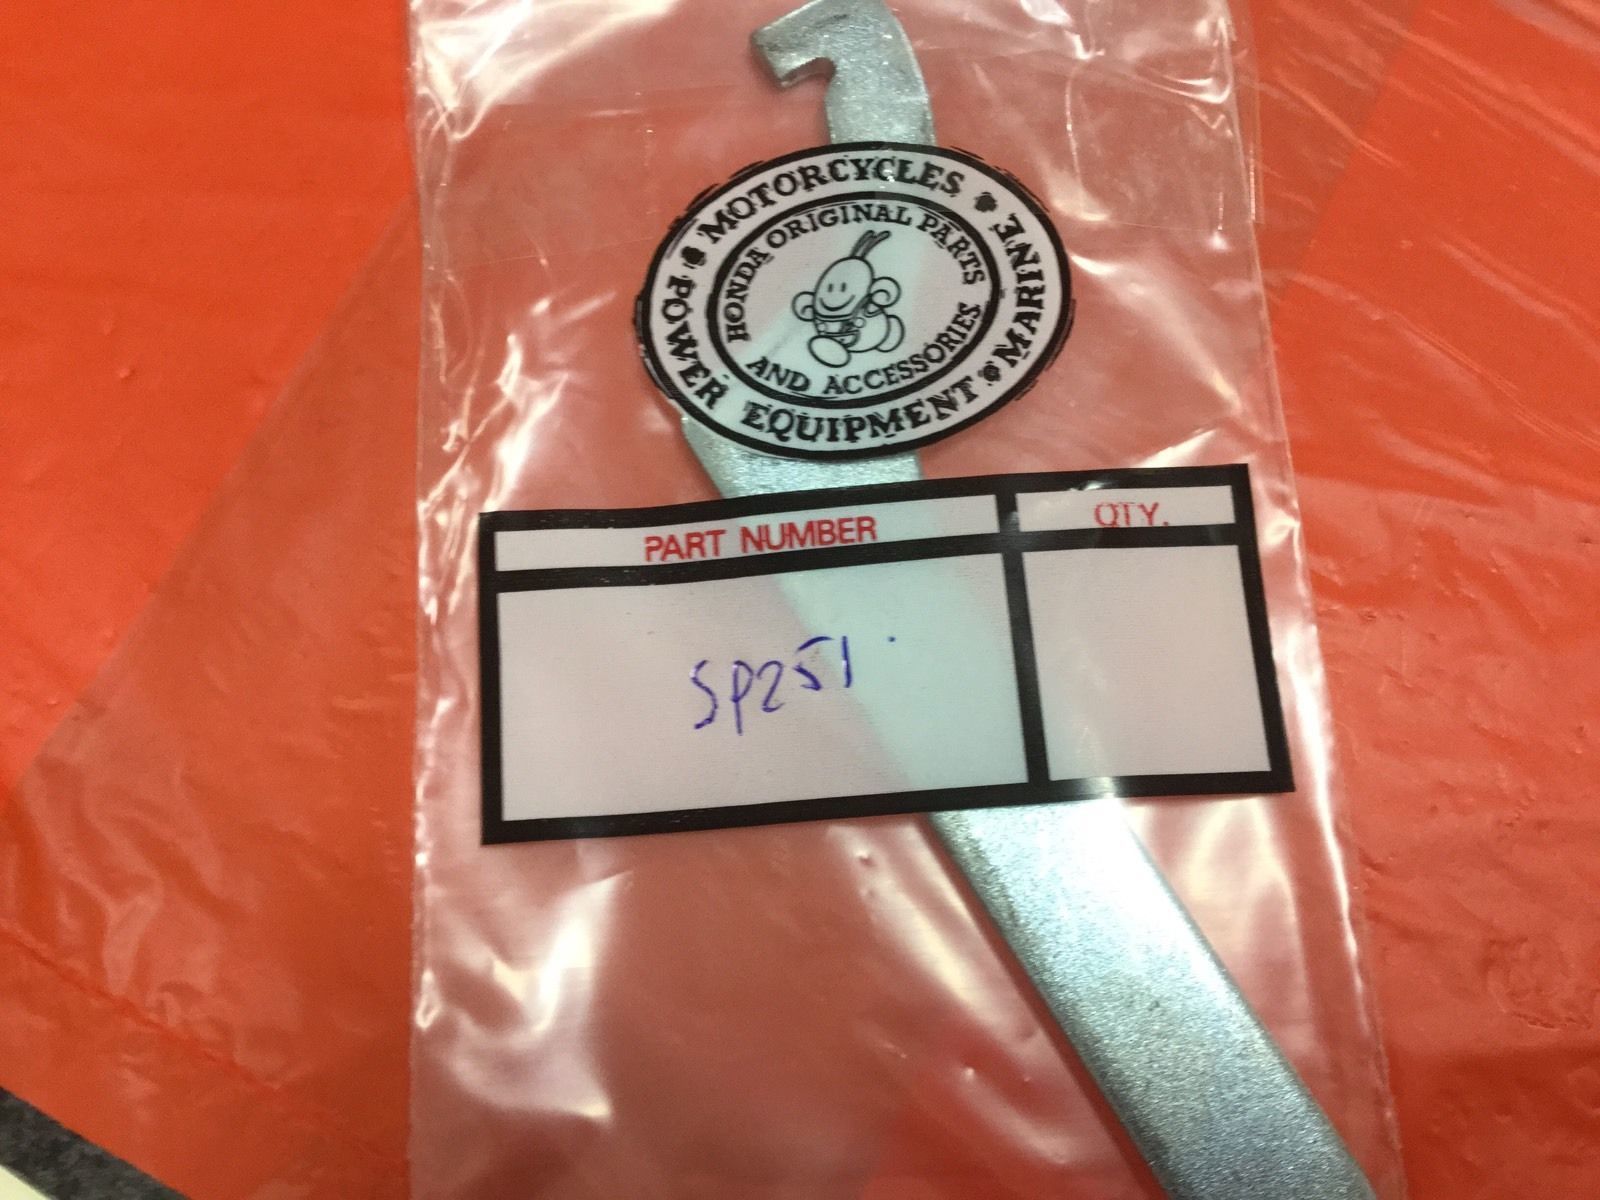 MOTORCYCLES • MARINE • POWER EQUIPMENT •
HONDA ORIGINAL PARTS
AND ACCESSORIES
PART NUMBER
QTY.
SP251